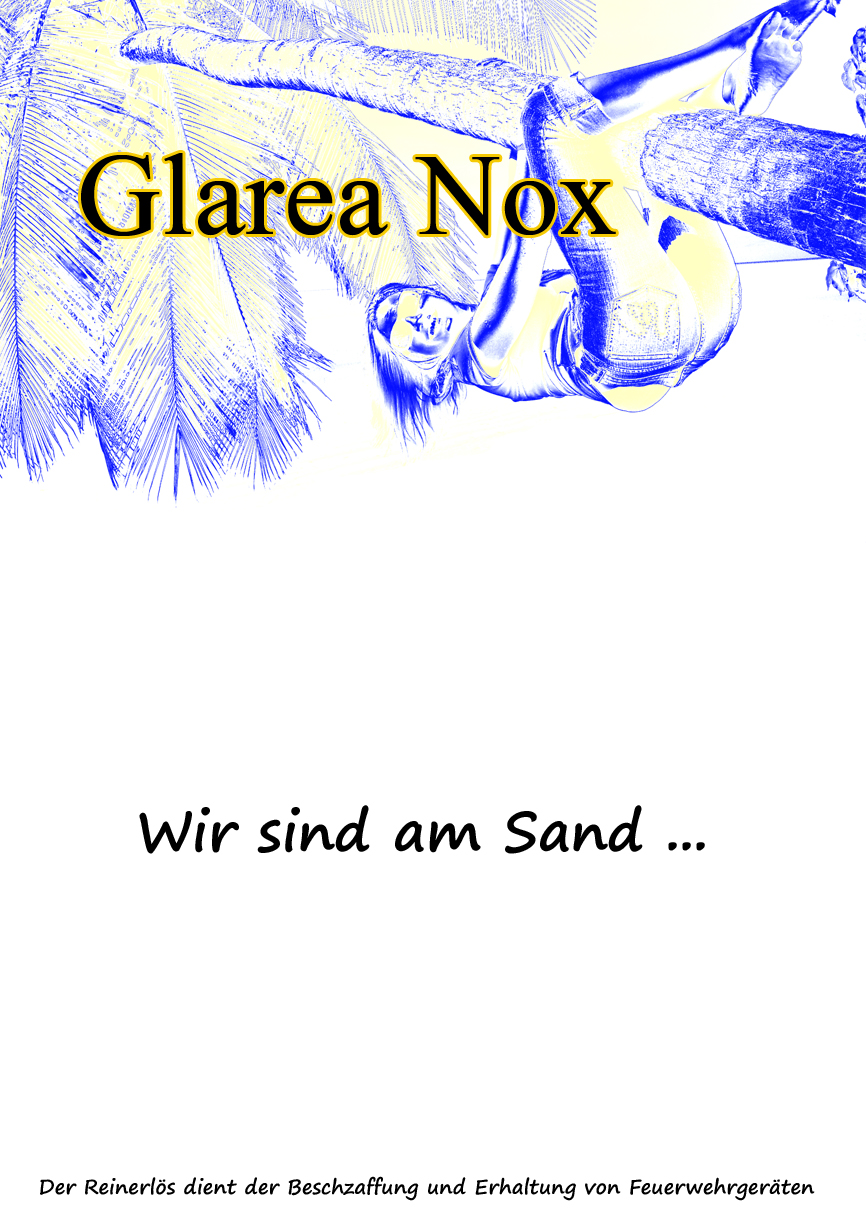 Glarea Nox
Wir sind am Sand ...
Der Reinerlös dient der Beschzaffung und Erhaltung von Feuerwehrgeräten